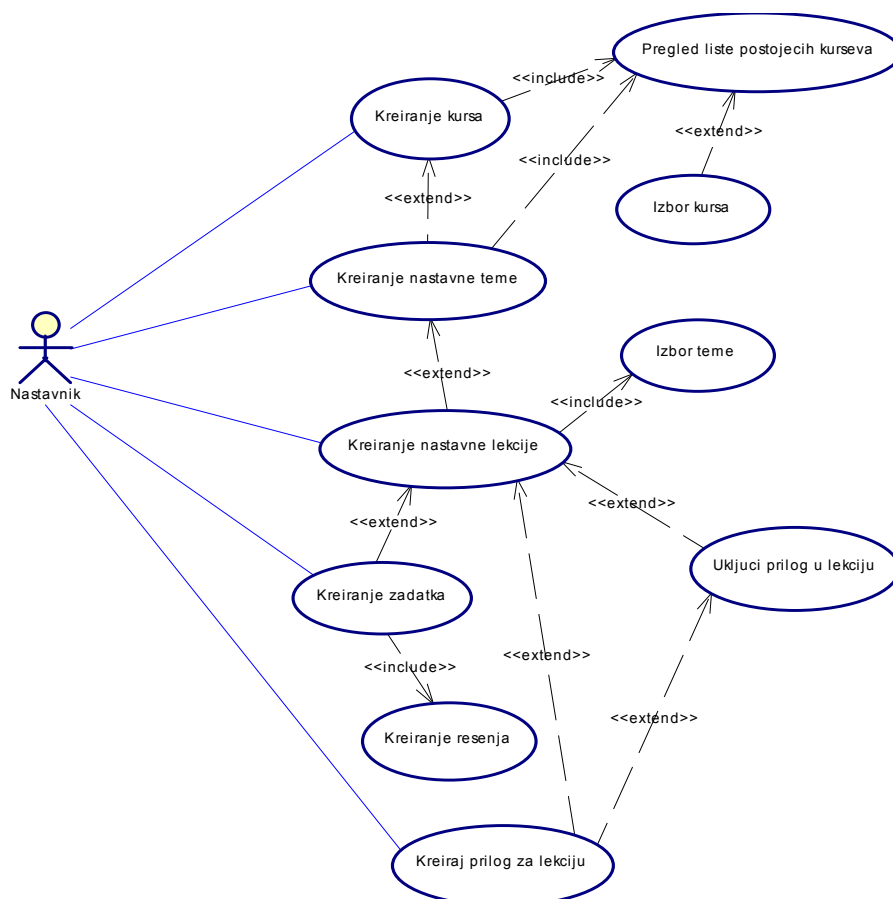 Pregled liste postojecih kurseva
<<include>>
Kreiranje kursa
<<extend>>
<<include>>
<<extend>>
Izbor kursa
Kreiranje nastavne teme
Izbor teme
<<extend>>
Nastavnik
<<include>>
Kreiranje nastavne lekcije
<<extend>>
<<extend>>
Ukljuci prilog u lekciju
Kreiranje zadatka
<<extend>>
<<include>>
<<extend>>
Kreiranje resenja
Kreiraj prilog za lekciju